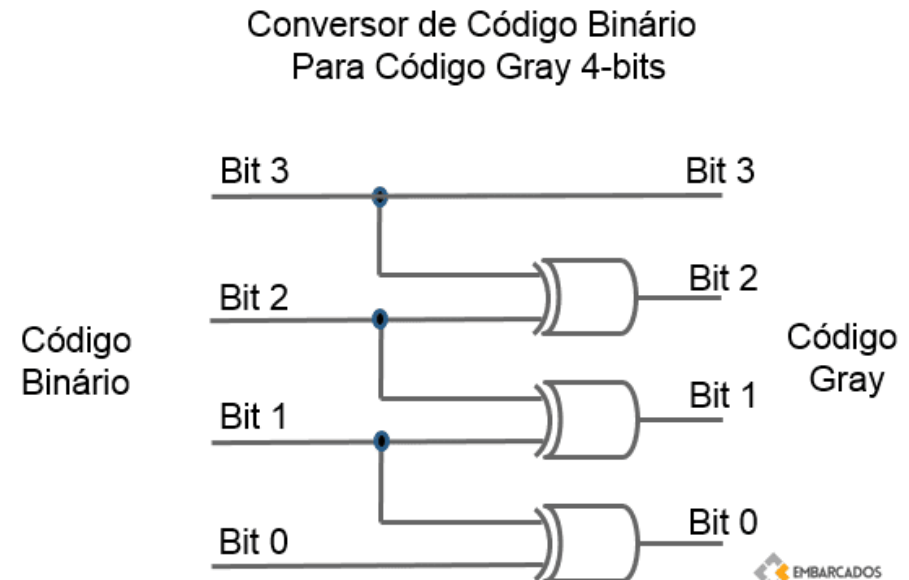 Conversor de Código Binário
Para Código Gray 4-bits
Bit 3
Bit 3
Bit 2
Bit 2
Código
Binário
Código
Gray
Bit 1
Bit 1
Bit 0
Bit 0
EMBARCADOS